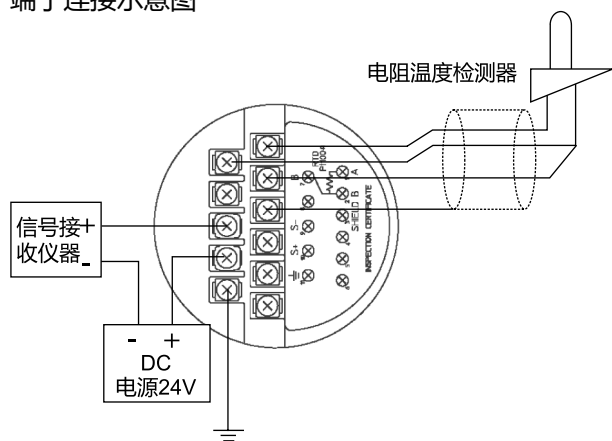 端子连接示意图
电阻温度检测器
信号接+
收仪器-
- +
DC
电源24V
RTD
Pt100Ω
A
B
B
SHIELD
S-
S+
INSPECTION CERTIFICATE